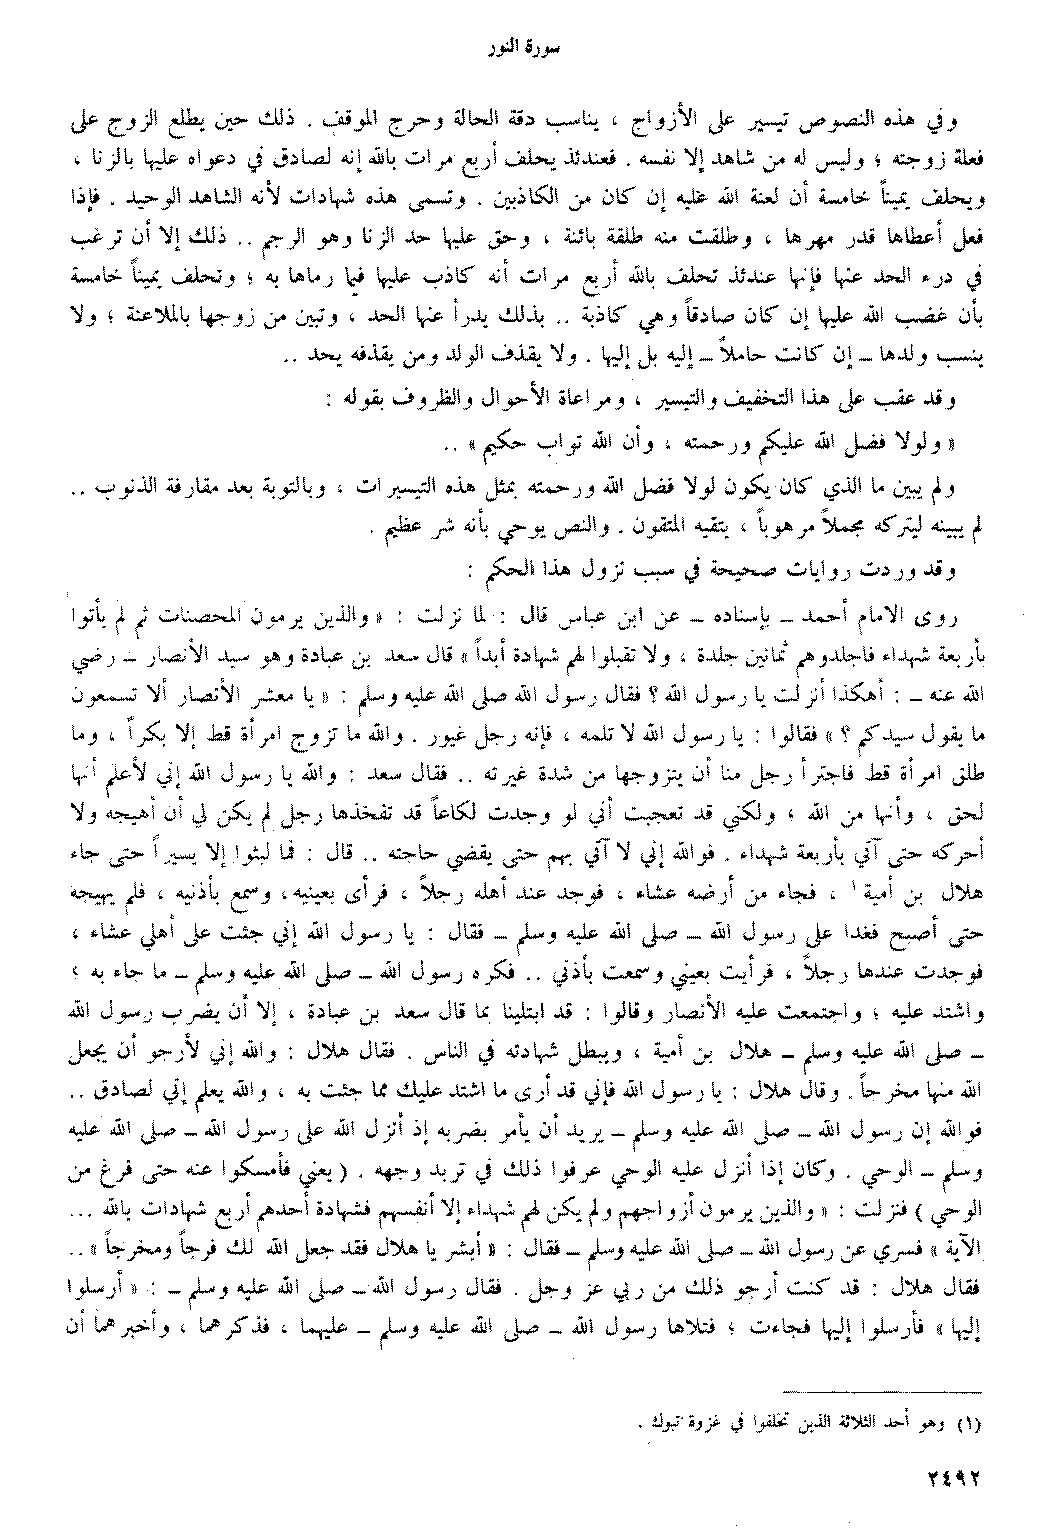 سورة النور
وفي هذه النصوص تيسير على الأزواج ، يناسب دقة الحالة وحرج الموقف . ذلك حين يطلع الزوج على
فعلة زوجته ؛ وليس له من شاهد إلا نفسه . فعندئذ يحلف أربع مرات بالله إنه لصادق في دعواه عليها بالزنا ،
ويحلف يميناً خامسة أن لعنة الله عليه إن كان من الكاذبين . وتسمى هذه شهادات لأنه الشاهد الوحيد . فإذا
فعل أعطاها قدر مهرها ، وطلقت منه طلقة بائنة ، وحق عليها حد الزنا وهو الرجم .. ذلك إلا أن ترغب
في درء الحد عنها فإنها عندئذ تحلف بالله أربع مرات أنه كاذب عليها فيما رماها به ؛ وتحلف يميناً خامسة
بأن غضب الله عليها إن كان صادقاً وهي كاذبة .. بذلك يدرأ عنها الحد ، وتبين من زوجها بالملاعنة ؛ ولا
ينسب ولدها – إن كانت حاملاً – إليه بل إليها . ولا يقذف الولد ومن يقذفه يحد ..
وقد عقب على هذا التخفيف والتيسير ، ومراعاة الأحوال والظروف بقوله :
« ولولا فضل الله عليكم ورحمته ، وأن الله تواب حكيم » ..
ولم يبين ما الذي كان يكون لولا فضل الله ورحمته بمثل هذه التيسيرات ، وبالتوبة بعد مقارفة الذنوب ..
لم يبينه ليتركه مجملاً مرهوباً ، يتقيه المتقون . والنص يوحي بأنه شر عظيم .
وقد وردت روايات صحيحة في سبب نزول هذا الحكم :
روى الامام أحمد – بإسناده – عن ابن عباس قال : لما نزلت : « والذين يرمون المحصنات ثم لم يأتوا
بأربعة شهداء فاجلدوهم ثمانين جلدة ، ولا تقبلوا لهم شهادة أبداً » قال سعد بن عبادة وهو سيد الأنصار – رضي
الله عنه – : أهكذا أنزلت يا رسول الله ؟ فقال رسول الله صلى الله عليه وسلم : « يا معشر الأنصار ألا تسمعون
ما يقول سيدكم ؟ » فقالوا : يا رسول الله لا تلمه ، فإنه رجل غيور . والله ما تزوج امرأة قط إلا بكراً ، وما
طلق امرأة قط فاجترأ رجل منا أن يتزوجها من شدة غيرته .. فقال سعد : والله يا رسول الله إني لأعلم أنها
لحق ، وأنها من الله ؛ ولكني قد تعجبت أني لو وجدت لكاعاً قد تفخذها رجل لم يكن لي أن أهيجه ولا
أحركه حتى آتي بأربعة شهداء . فوالله إني لا آتي بهم حتى يقضي حاجته .. قال : فما لبثوا إلا يسيراً حتى جاء
هلال بن أمية ١ ، فجاء من أرضه عشاء ، فوجد عند أهله رجلاً ، فرأى بعينيه، وسمع بأذنيه ، فلم يهيجه
حتى أصبح فغدا على رسول الله – صلى الله عليه وسلم – فقال : يا رسول الله إني جئت على أهلي عشاء ،
فوجدت عندها رجلاً ، فرأيت بعيني وسمعت بأذني .. فكره رسول الله – صلى الله عليه وسلم – ما جاء به ؛
واشتد عليه ؛ واجتمعت عليه الأنصار وقالوا : قد ابتلينا بما قال سعد بن عبادة ، إلا أن يضرب رسول الله
– صلى الله عليه وسلم – هلال بن أمية ، ويبطل شهادته في الناس . فقال هلال : والله إني لأرجو أن يجعل
الله منها مخرجاً . وقال هلال : يا رسول الله فإني قد أرى ما اشتد عليك مما جئت به ، والله يعلم إني لصادق ..
فوالله إن رسول الله – صلى الله عليه وسلم – يريد أن يأمر بضربه إذ أنزل الله على رسول الله – صلى الله عليه
وسلم – الوحي . وكان إذا أنزل عليه الوحي عرفوا ذلك في تربد وجهه . ( يعني فأمسكوا عنه حتى فرغ من
الوحي ) فنزلت : « والذين يرمون أزواجهم ولم يكن لهم شهداء إلا أنفسهم فشهادة أحدهم أربع شهادات بالله ...
الآية » فسري عن رسول الله – صلى الله عليه وسلم – فقال : « أبشر يا هلال فقد جعل الله لك فرجاً ومخرجاً » ..
فقال هلال : قد كنت أرجو ذلك من ربي عز وجل . فقال رسول الله – صلى الله عليه وسلم – : « أرسلوا
إليها » فأرسلوا إليها فجاءت ؛ فتلاها رسول الله – صلى الله عليه وسلم – عليهما ، فذكرهما ، وأخبرهما أن
(١) وهو أحد الثلاثة الذين تخلفوا في غزوة تبوك .
٢٤٩٢